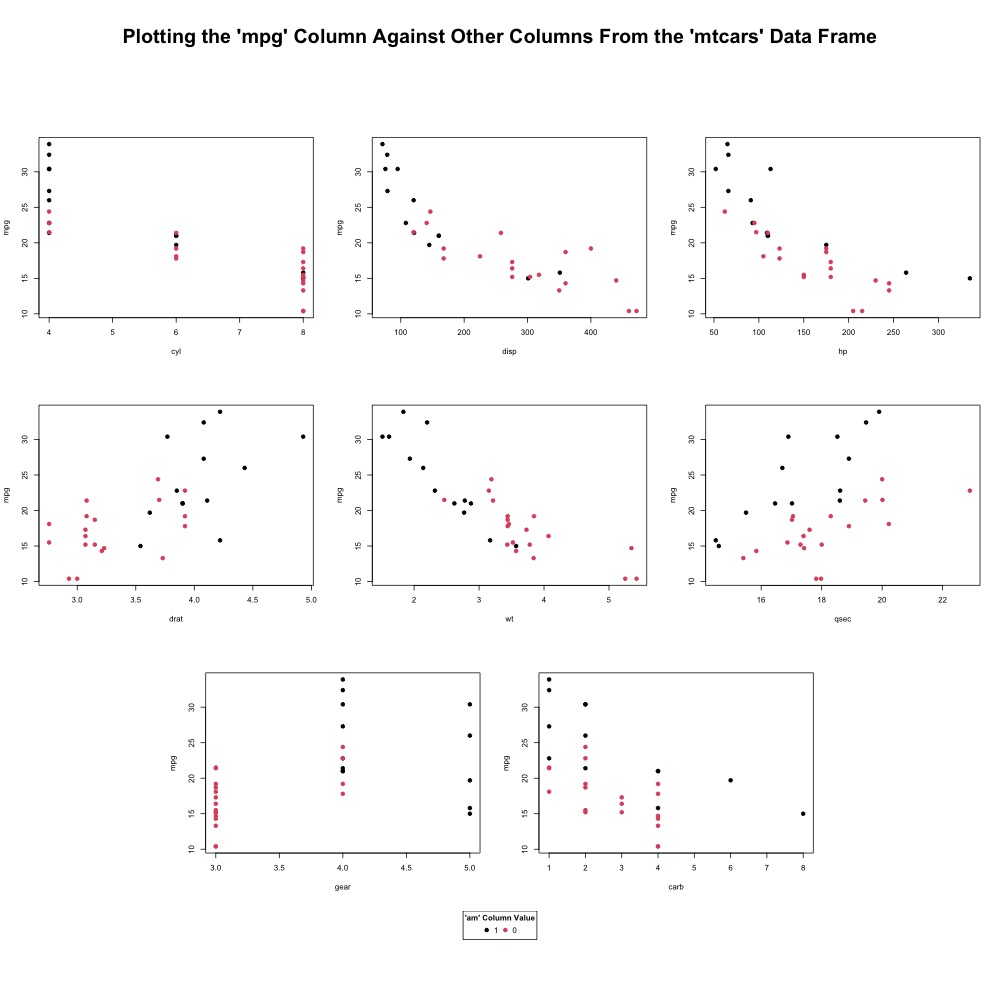 Plotting the 'mpg' Column Against Other Columns From the 'mtcars' Data Frame
mpg
10 15 20 25 30
4 5 6 7 8
cyl
mpg
10 15 20 25 30
100 200 300 400
disp
mpg
10 15 20 25 30
50 100 150 200 250 300
hp
mpg
10 15 20 25 30
3.0 3.5 4.0 4.5 5.0
drat
mpg
10 15 20 25 30
2 3 4 5
wt
mpg
10 15 20 25 30
16 18 20 22
qsec
mpg
10 15 20 25 30
3.0 3.5 4.0 4.5 5.0
gear
mpg
10 15 20 25 30
1 2 3 4 5 6 7 8
carb
'am' Column Value
1 0